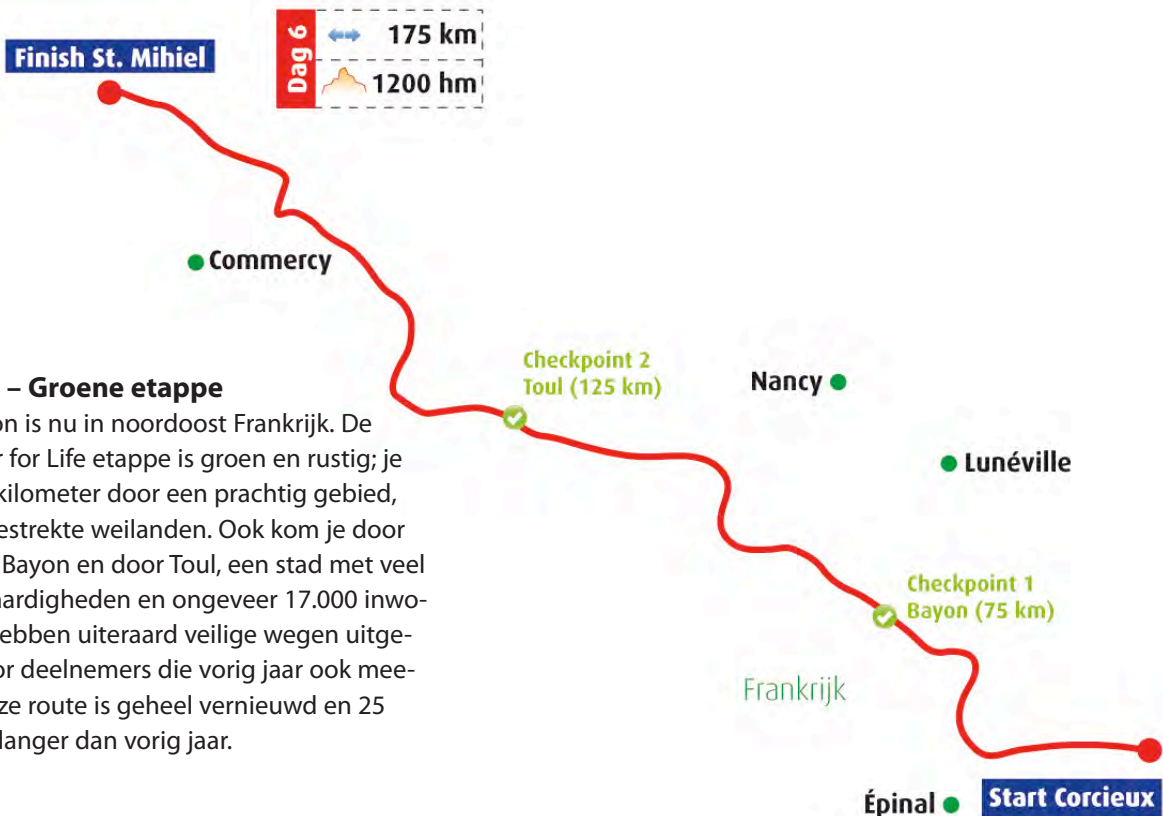 Finish St. Mihiel
Dag 6
175 km
1200 hm
Commercy
Checkpoint 2
Toul (125 km)
Nancy
Lunéville
– Groene etappe
on is nu in noordoost Frankrijk. De
r for Life etappe is groen en rustig; je
kilometer door een prachtig gebied,
estrekte weilanden. Ook kom je door
Bayon en door Toul, een stad met veel
aardigheden en ongeveer 17.000 inwo-
ebben uiteraard veilige wegen uitge-
or deelnemers die vorig jaar ook mee-
ze route is geheel vernieuwd en 25
langer dan vorig jaar.
Checkpoint 1
Bayon (75 km)
Frankrijk
Épinal
Start Corcieux